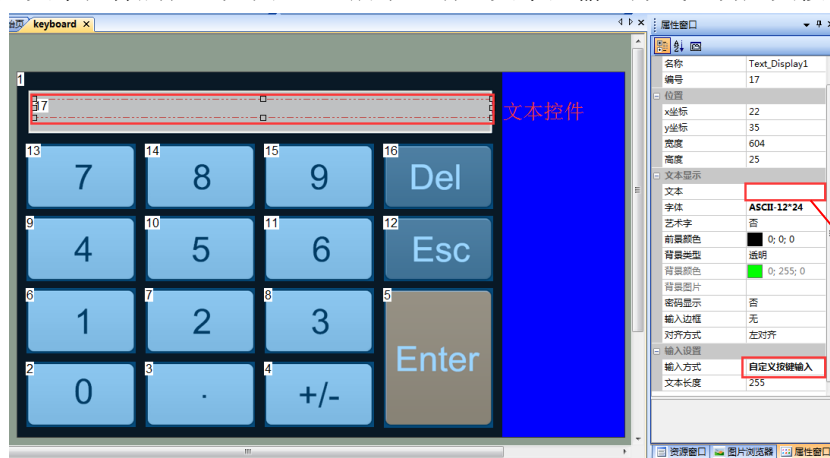 keyboard ×
属性窗口
1
17
文本控件
13 7
14 8
15 9
16 Del
9 4
10 5
11 6
12 Esc
6 1
7 2
8 3
5 Enter
2 0
3 .
4 +/-
名称 Text_Display1
编号 17
位置
x坐标 22
y坐标 35
宽度 604
高度 25
文本显示
文本
字体 ASCII-12*24
艺术字 否
前景颜色 0; 0; 0
背景类型 透明
背景颜色 0; 255; 0
背景图片
密码显示 否
输入边框 无
对齐方式 左对齐
输入设置
输入方式 自定义按键输入
文本长度 255
资源窗口 图片浏览器 属性窗口